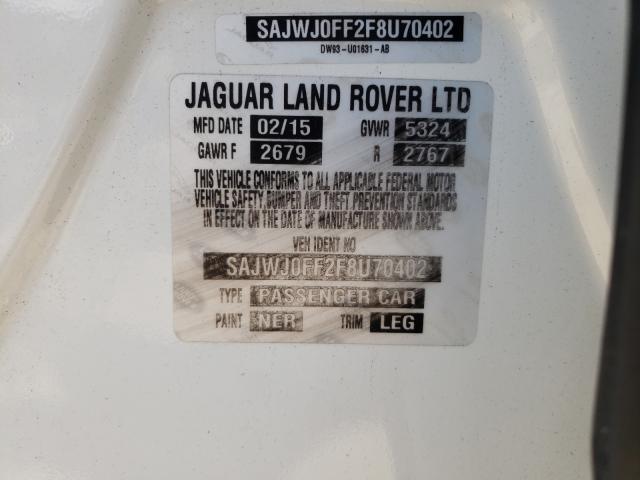 SAJWJ0FF2F8U70402
DW93-U01631-AB
JAGUAR LAND ROVER LTD
MFD DATE 02/15 GVWR 5324
GAWR F 2679 R 2767
THIS VEHICLE CONFORMS TO ALL APPLICABLE FEDERAL MOTOR
VEHICLE SAFETY BUMPER AND THEFT PREVENTION STANDARDS
IN EFFECT ON THE DATE OF MANUFACTURE SHOWN ABOVE.
VEH IDENT NO
SAJWJ0FF2F8U70402
TYPE PASSENGER CAR
PAINT NER TRIM LEG